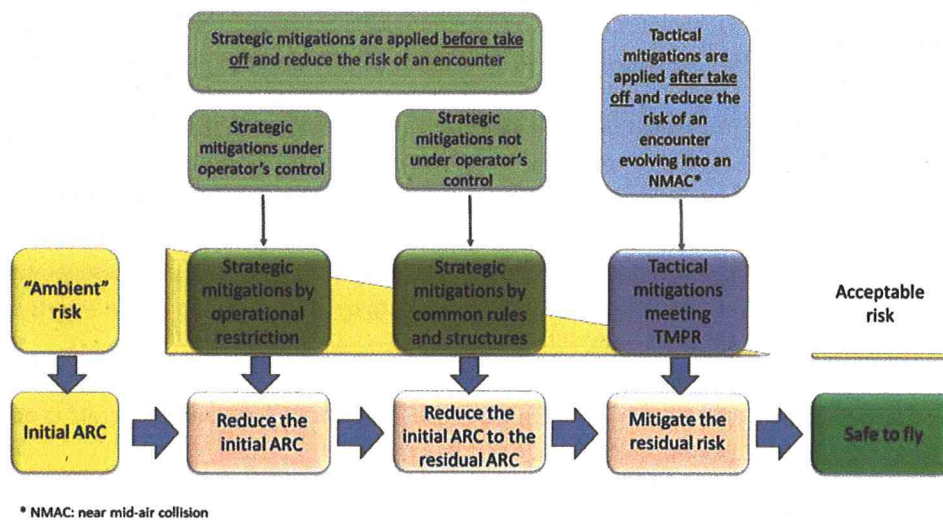 Strategic mitigations are applied before take
off and reduce the risk of an encounter
Tactical
mitigations are
applied after take
off and reduce the
risk of an
encounter
evolving into an
NMAC*
Strategic
mitigations under
operator's control
Strategic
mitigations not
under operator's
control
"Ambient"
risk
Strategic
mitigations by
operational
restriction
Strategic
mitigations by
common rules
and structures
Tactical
mitigations
meeting
TMPR
Acceptable
risk
Initial ARC
Reduce the
initial ARC
Reduce the
initial ARC to the
residual ARC
Mitigate the
residual risk
Safe to fly
* NMAC: near mid-air collision